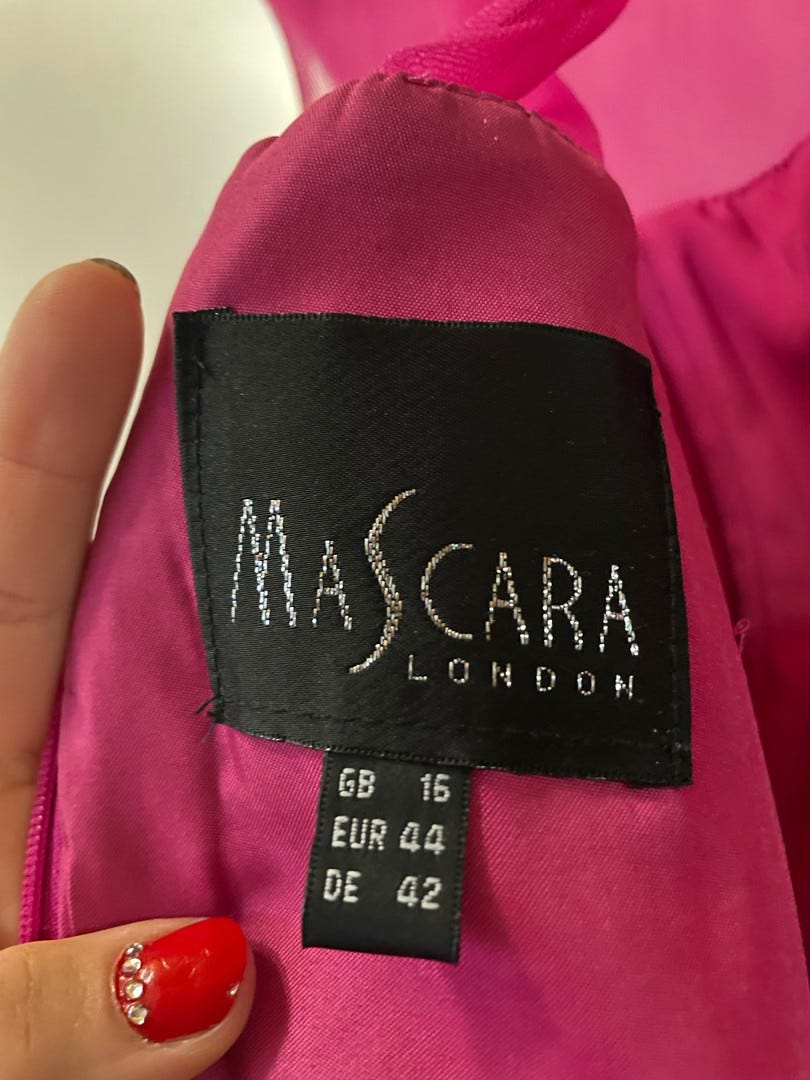 MASCARA
LONDON
GB 16
EUR 44
DE 42